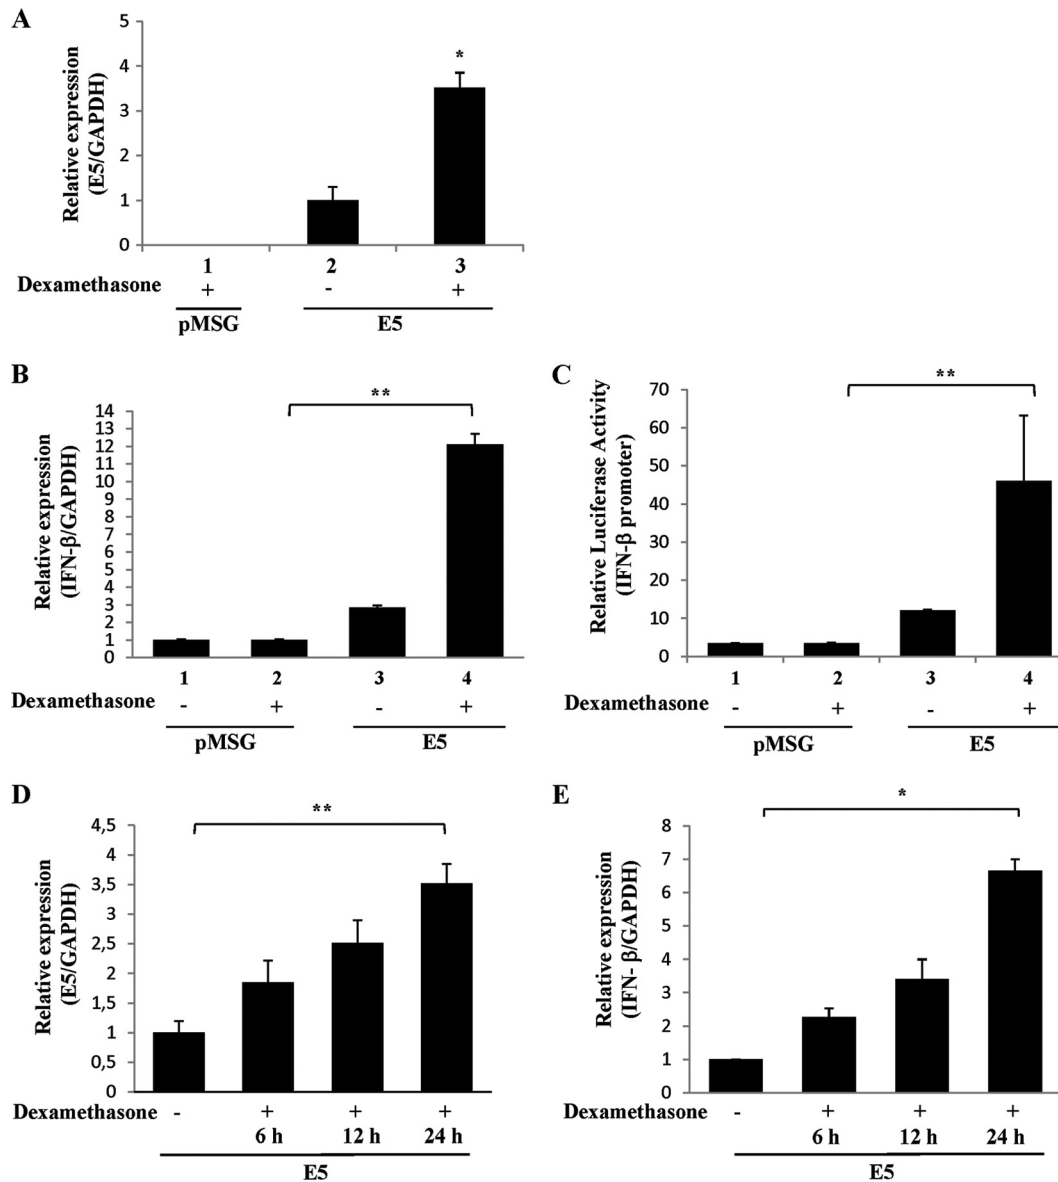 A
Relative expression
(E5/GAPDH)
5
4
3
2
1
0
*
1 2 3
Dexamethasone + - +
pMSG E5
B
Relative expression
(IFN-β/GAPDH)
14
13
12
11
10
9
8
7
6
5
4
3
2
1
0
**
1 2 3 4
Dexamethasone - + - +
pMSG E5
C
Relative Luciferase Activity
(IFN-β promoter)
70
60
50
40
30
20
10
0
**
1 2 3 4
Dexamethasone - + - +
pMSG E5
D
Relative expression
(E5/GAPDH)
4,5
4
3,5
3
2,5
2
1,5
1
0,5
0
**
Dexamethasone - + + +
6 h 12 h 24 h
E5
E
Relative expression
(IFN- β/GAPDH)
8
7
6
5
4
3
2
1
0
*
Dexamethasone - + + +
6 h 12 h 24 h
E5